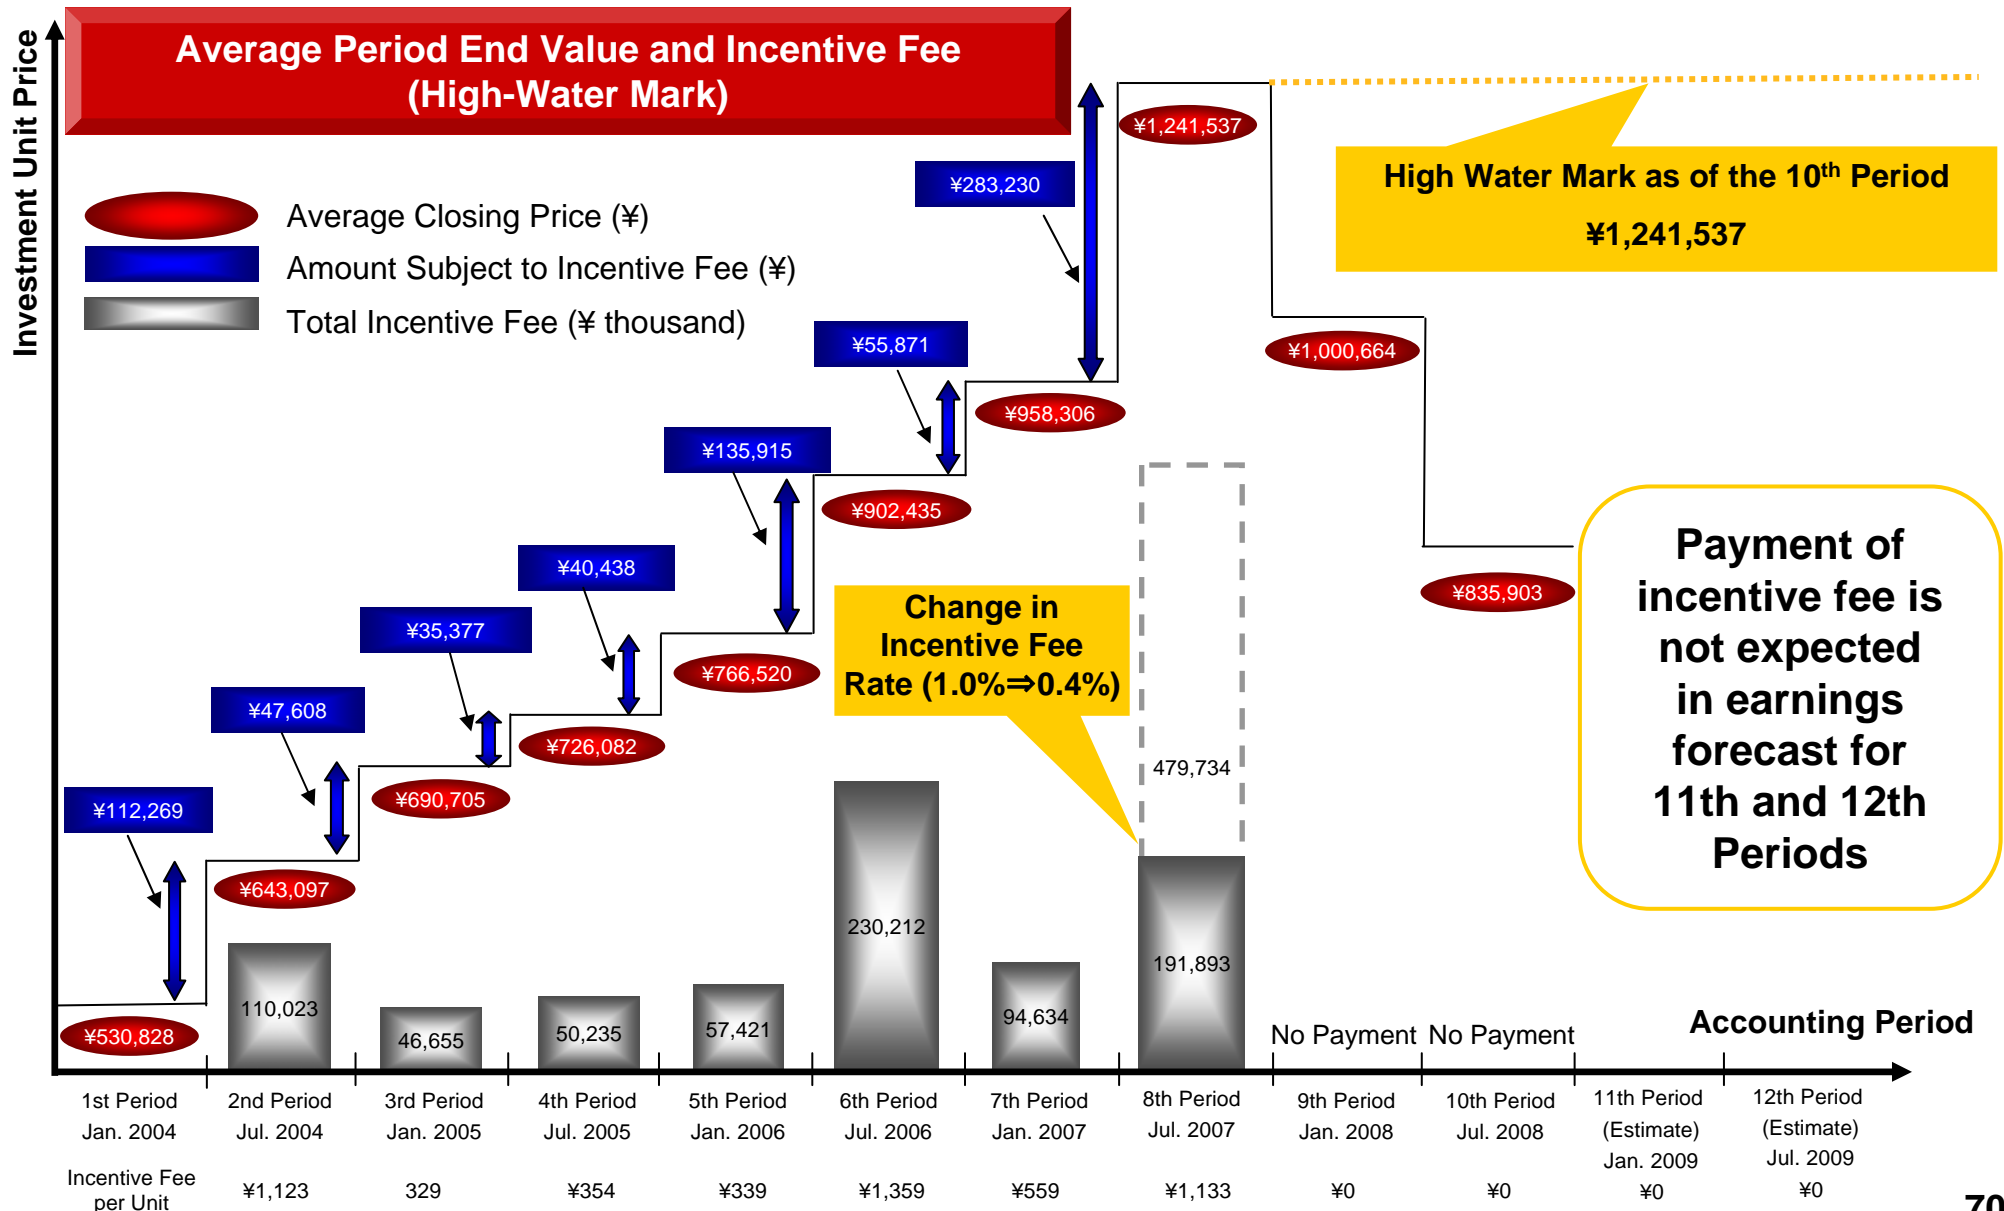 Investment Unit Price
Average Period End Value and Incentive Fee
(High-Water Mark)
Average Closing Price (¥)
Amount Subject to Incentive Fee (¥)
Total Incentive Fee (¥ thousand)
¥112,269
¥47,608
¥35,377
¥40,438
¥135,915
¥55,871
¥283,230
¥530,828
¥643,097
¥690,705
¥726,082
¥766,520
¥902,435
¥958,306
¥1,241,537
¥1,000,664
¥835,903
High Water Mark as of the 10th Period
¥1,241,537
Change in
Incentive Fee
Rate (1.0%⇒0.4%)
Payment of
incentive fee is
not expected
in earnings
forecast for
11th and 12th
Periods
110,023
46,655
50,235
57,421
230,212
94,634
479,734
191,893
No Payment
No Payment
Accounting Period
1st Period
Jan. 2004
2nd Period
Jul. 2004
3rd Period
Jan. 2005
4th Period
Jul. 2005
5th Period
Jan. 2006
6th Period
Jul. 2006
7th Period
Jan. 2007
8th Period
Jul. 2007
9th Period
Jan. 2008
10th Period
Jul. 2008
11th Period
(Estimate)
Jan. 2009
12th Period
(Estimate)
Jul. 2009
Incentive Fee
per Unit
¥1,123
329
¥354
¥339
¥1,359
¥559
¥1,133
¥0
¥0
¥0
¥0
70